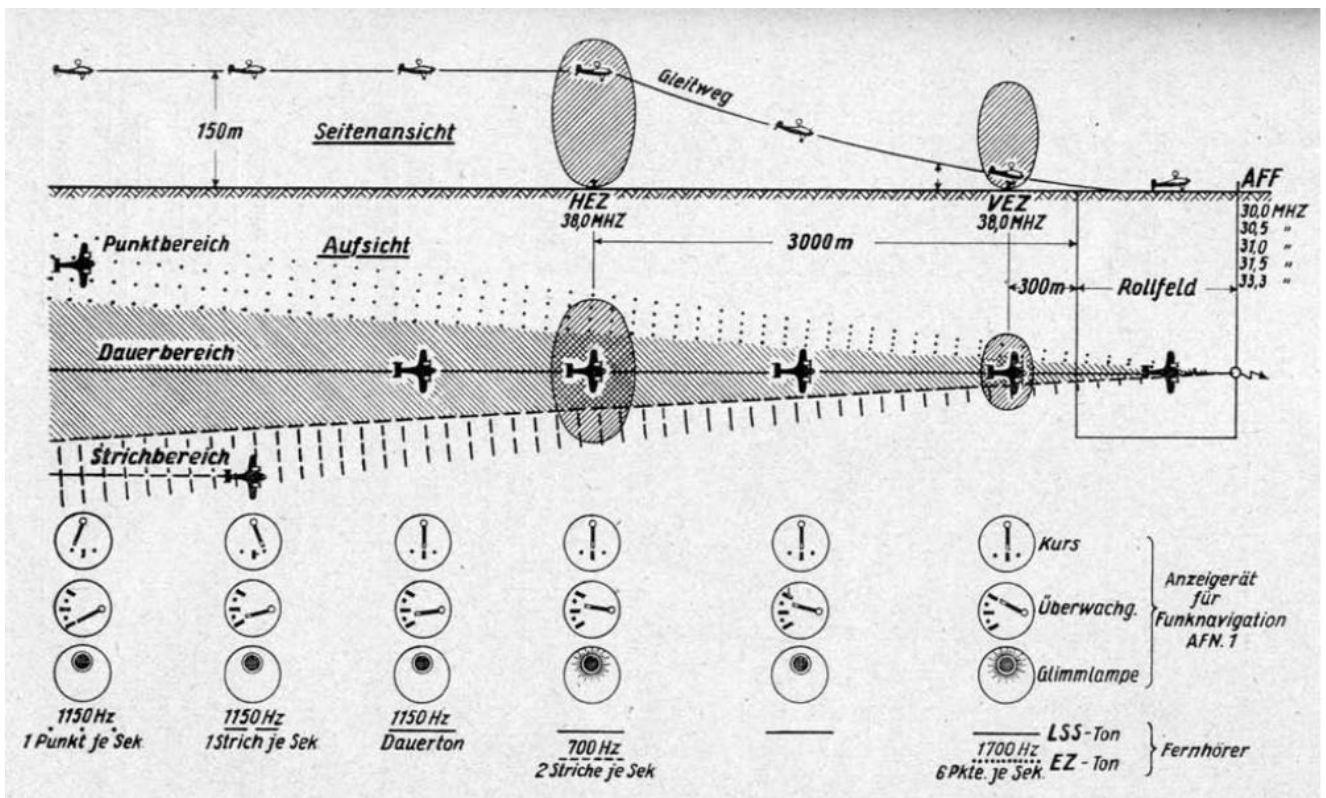 Gleitweg
150m
Seitenansicht
AFF
HEZ
38,0 MHZ
VEZ
38,0 MHZ
30,0 MHZ
30,5 "
31,0 "
31,5 "
33,3 "
Punktbereich
Aufsicht
3000m
300m
Rollfeld
Dauerbereich
Strichbereich
Kurs
Überwachg.
Glimmlampe
Anzeigerät
für
Funknavigation
AFN. 1
1150 Hz
1 Punkt je Sek.
1150 Hz
1 Strich je Sek.
1150 Hz
Dauerton
700 Hz
2 Striche je Sek
LSS-Ton
1700 Hz
6 Pkte. je Sek.
EZ-Ton
Fernhörer